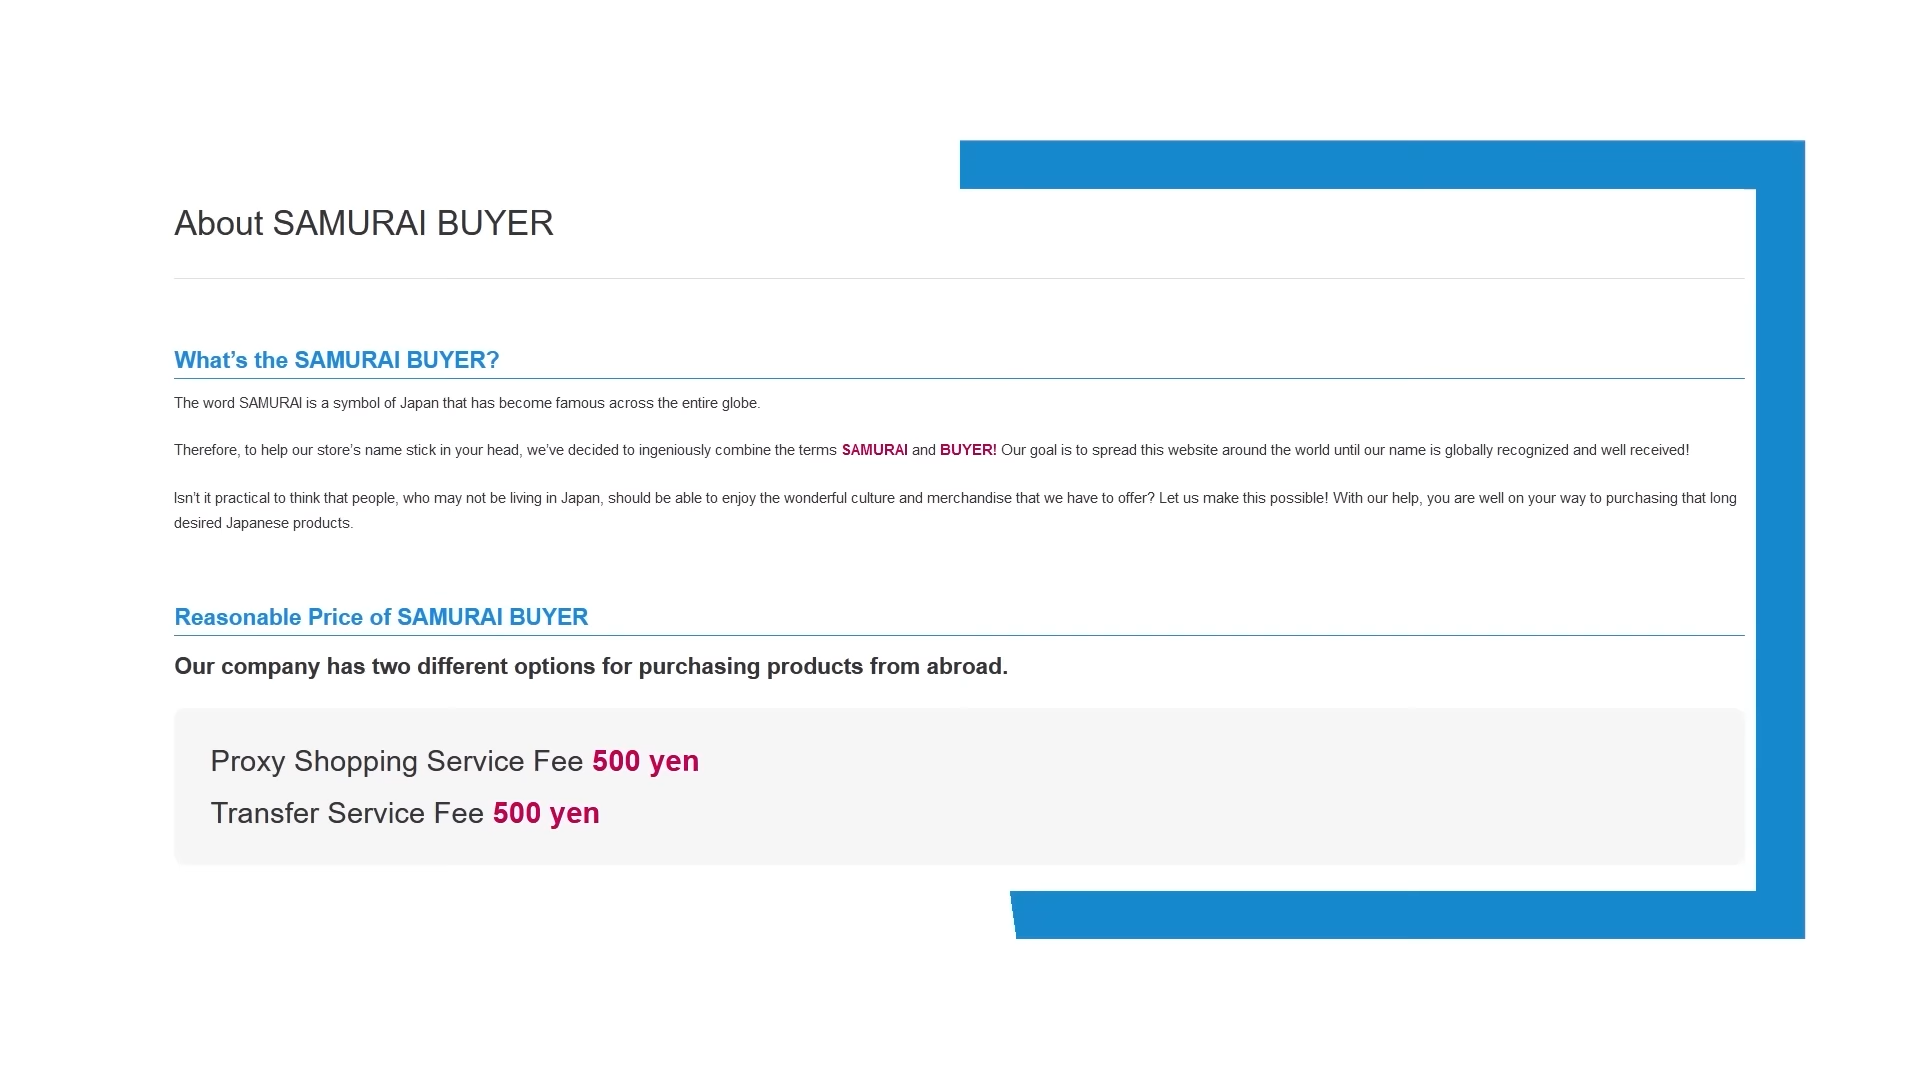 About SAMURAI BUYER
What’s the SAMURAI BUYER?
The word SAMURAI is a symbol of Japan that has become famous across the entire globe.
Therefore, to help our store’s name stick in your head, we’ve decided to ingeniously combine the terms SAMURAI and BUYER! Our goal is to spread this website around the world until our name is globally recognized and well received!
Isn’t it practical to think that people, who may not be living in Japan, should be able to enjoy the wonderful culture and merchandise that we have to offer? Let us make this possible! With our help, you are well on your way to purchasing that long
desired Japanese products.
Reasonable Price of SAMURAI BUYER
Our company has two different options for purchasing products from abroad.
Proxy Shopping Service Fee 500 yen
Transfer Service Fee 500 yen